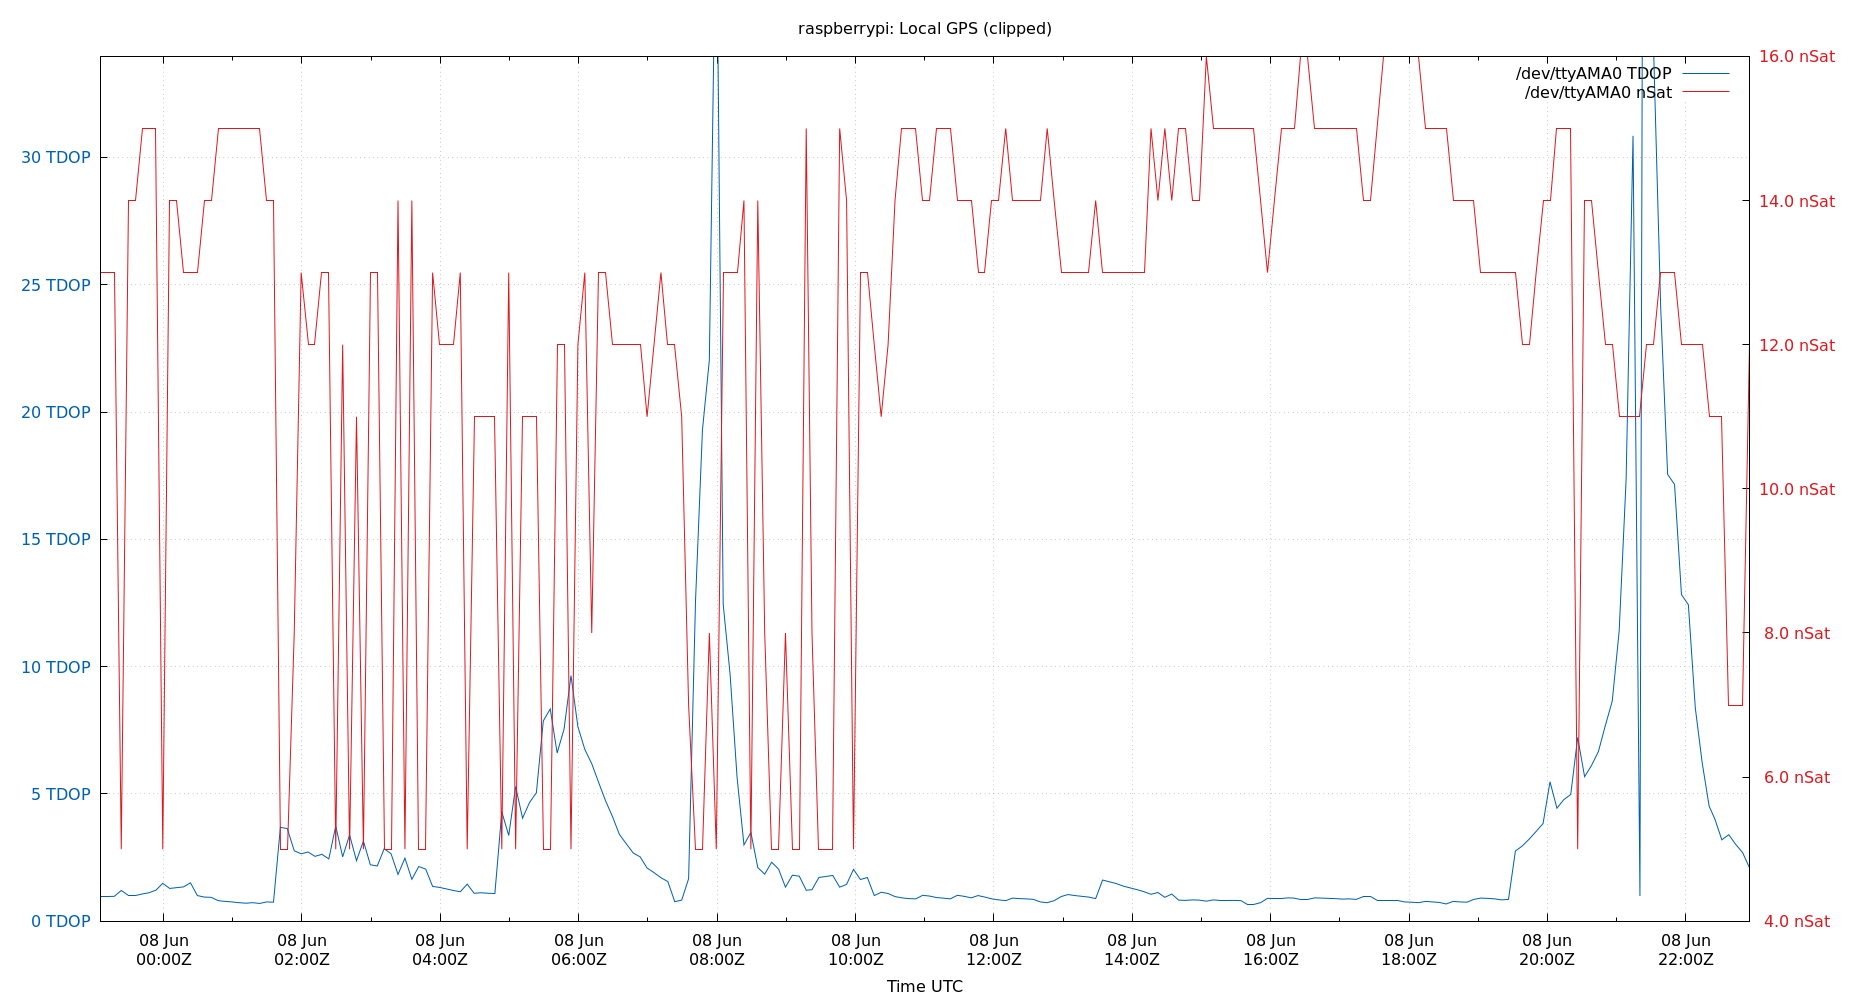 raspberrypi: Local GPS (clipped)
16.0 nSat
/dev/ttyAMA0 TDOP
/dev/ttyAMA0 nSat
30 TDOP
14.0 nSat
25 TDOP
12.0 nSat
20 TDOP
10.0 nSat
15 TDOP
8.0 nSat
10 TDOP
6.0 nSat
5 TDOP
0 TDOP
4.0 nSat
08 Jun 08 Jun 08 Jun 08 Jun 08 Jun 08 Jun 08 Jun 08 Jun 08 Jun 08 Jun 08 Jun 08 Jun
00:00Z 02:00Z 04:00Z 06:00Z 08:00Z 10:00Z 12:00Z 14:00Z 16:00Z 18:00Z 20:00Z 22:00Z
Time UTC